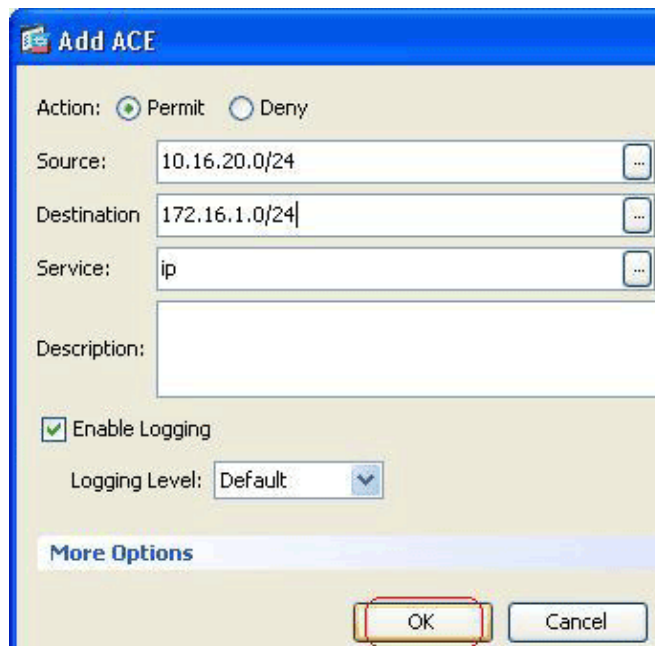 Add ACE
Action: Permit Deny
Source: 10.16.20.0/24 ...
Destination 172.16.1.0/24 ...
Service: ip ...
Description:
Enable Logging
Logging Level: Default
More Options
OK Cancel